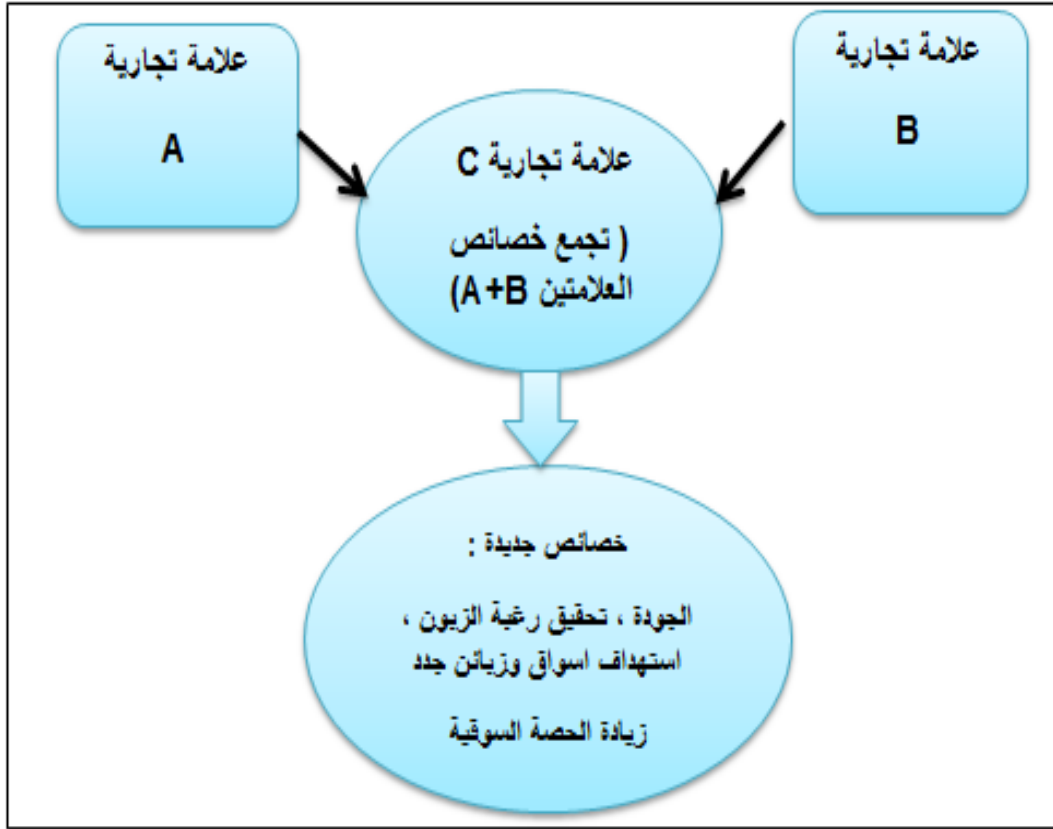 علامة تجارية
A
علامة تجارية
B
علامة تجارية C
( تجمع خصائص
العلامتين A+B)
خصائص جديدة :
الجودة ، تحقيق رغبة الزبون ،
استهداف اسواق وزبائن جدد
زيادة الحصة السوقية